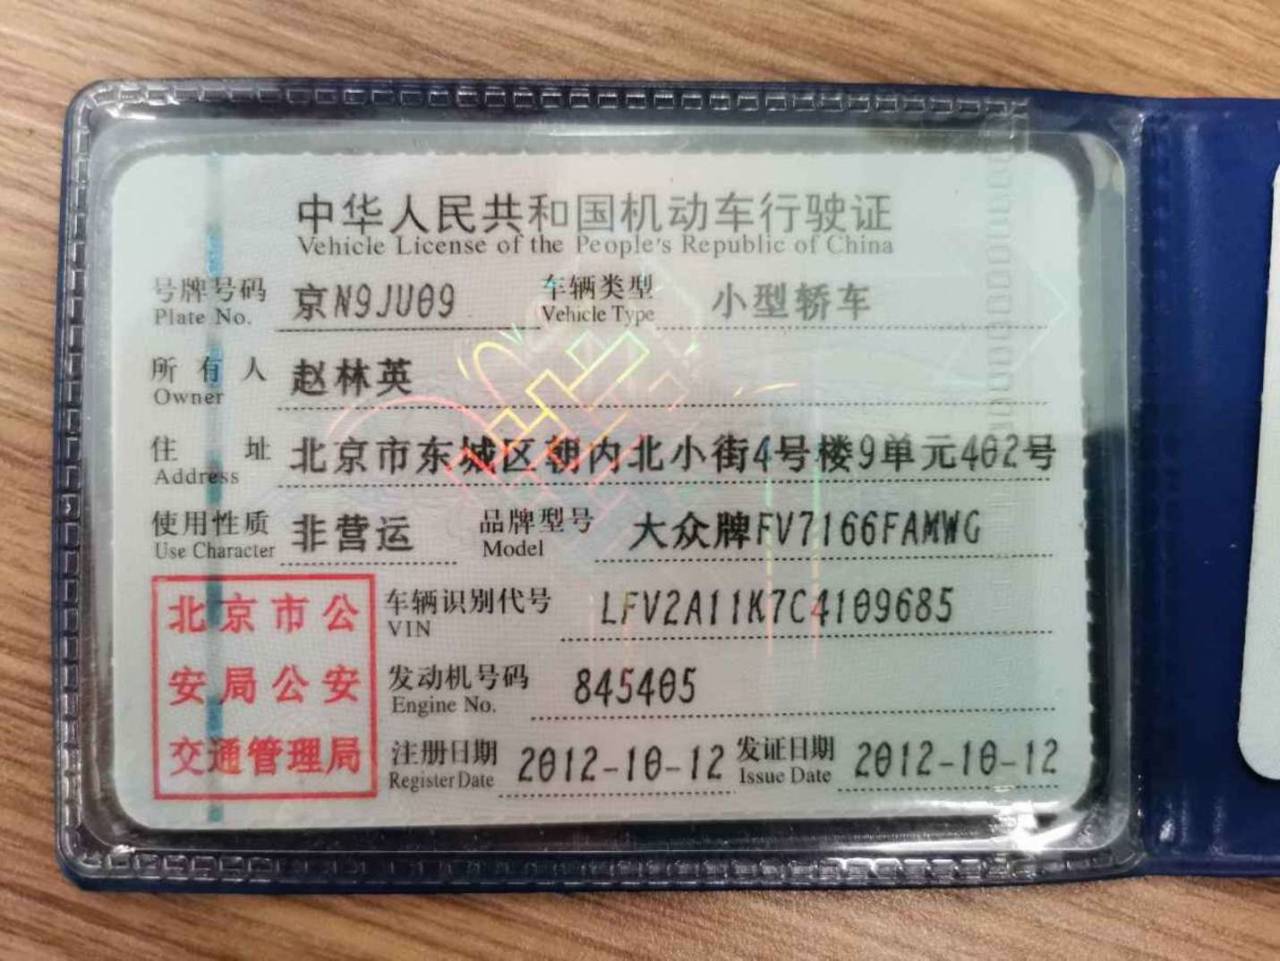 中华人民共和国机动车行驶证
Vehicle License of the People's Republic of China
号牌号码 京N9JU09 车辆类型 小型轿车
Plate No. Vehicle Type
所有人 赵林英
Owner
住址 北京市东城区朝内北小街4号楼9单元402号
Address
使用性质 非营运 品牌型号 大众牌FV7166FAMWG
Use Character Model
北京市公
安局公安
交通管理局
车辆识别代号 LFV2A11K7C4109685
VIN
发动机号码 845405
Engine No.
注册日期 2012-10-12 发证日期 2012-10-12
Register Date Issue Date